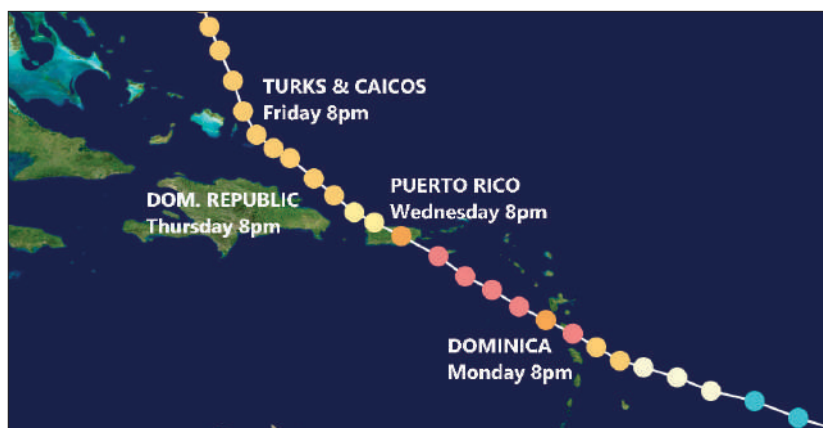 TURKS & CAICOS
Friday 8pm
DOM. REPUBLIC
Thursday 8pm
PUERTO RICO
Wednesday 8pm
DOMINICA
Monday 8pm